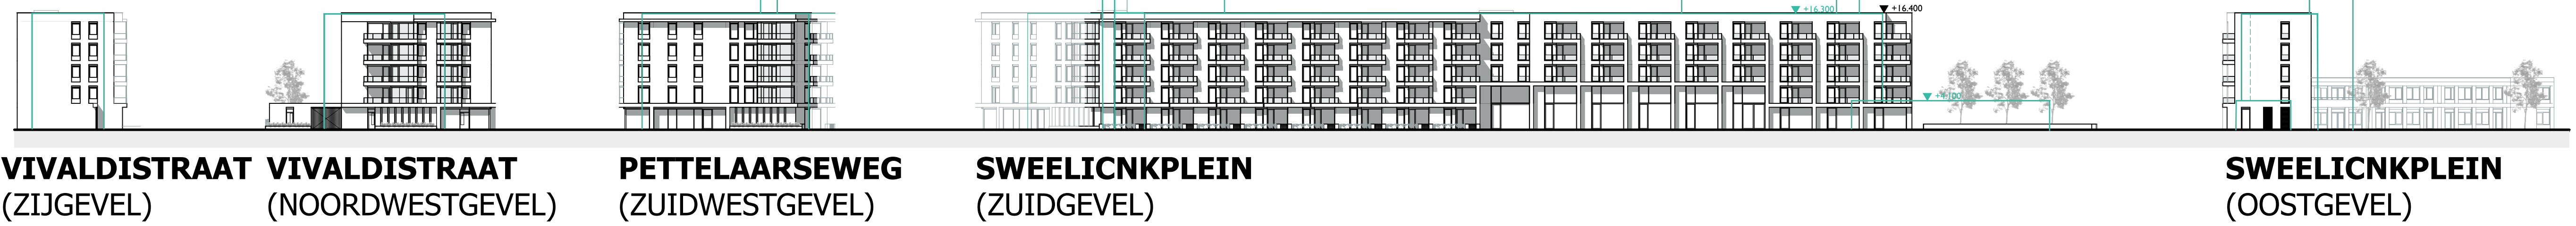 +16.300
+16.400
VIVALDISTRAAT
(ZIJGEVEL)
VIVALDISTRAAT
(NOORDWESTGEVEL)
PETTELAARSEWEG
(ZUIDWESTGEVEL)
SWEELICNKPLEIN
(ZUIDGEVEL)
SWEELICNKPLEIN
(OOSTGEVEL)